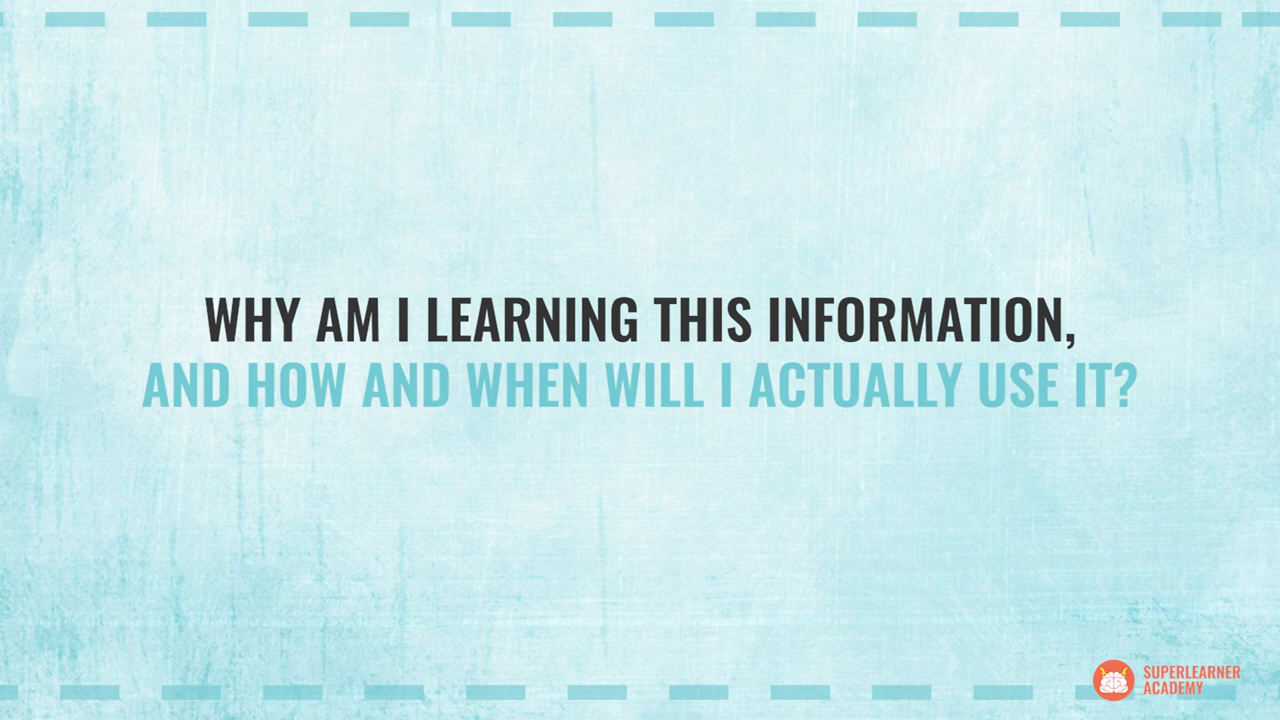 WHY AM I LEARNING THIS INFORMATION,
AND HOW AND WHEN WILL I ACTUALLY USE IT?
SUPERLEARNER
ACADEMY